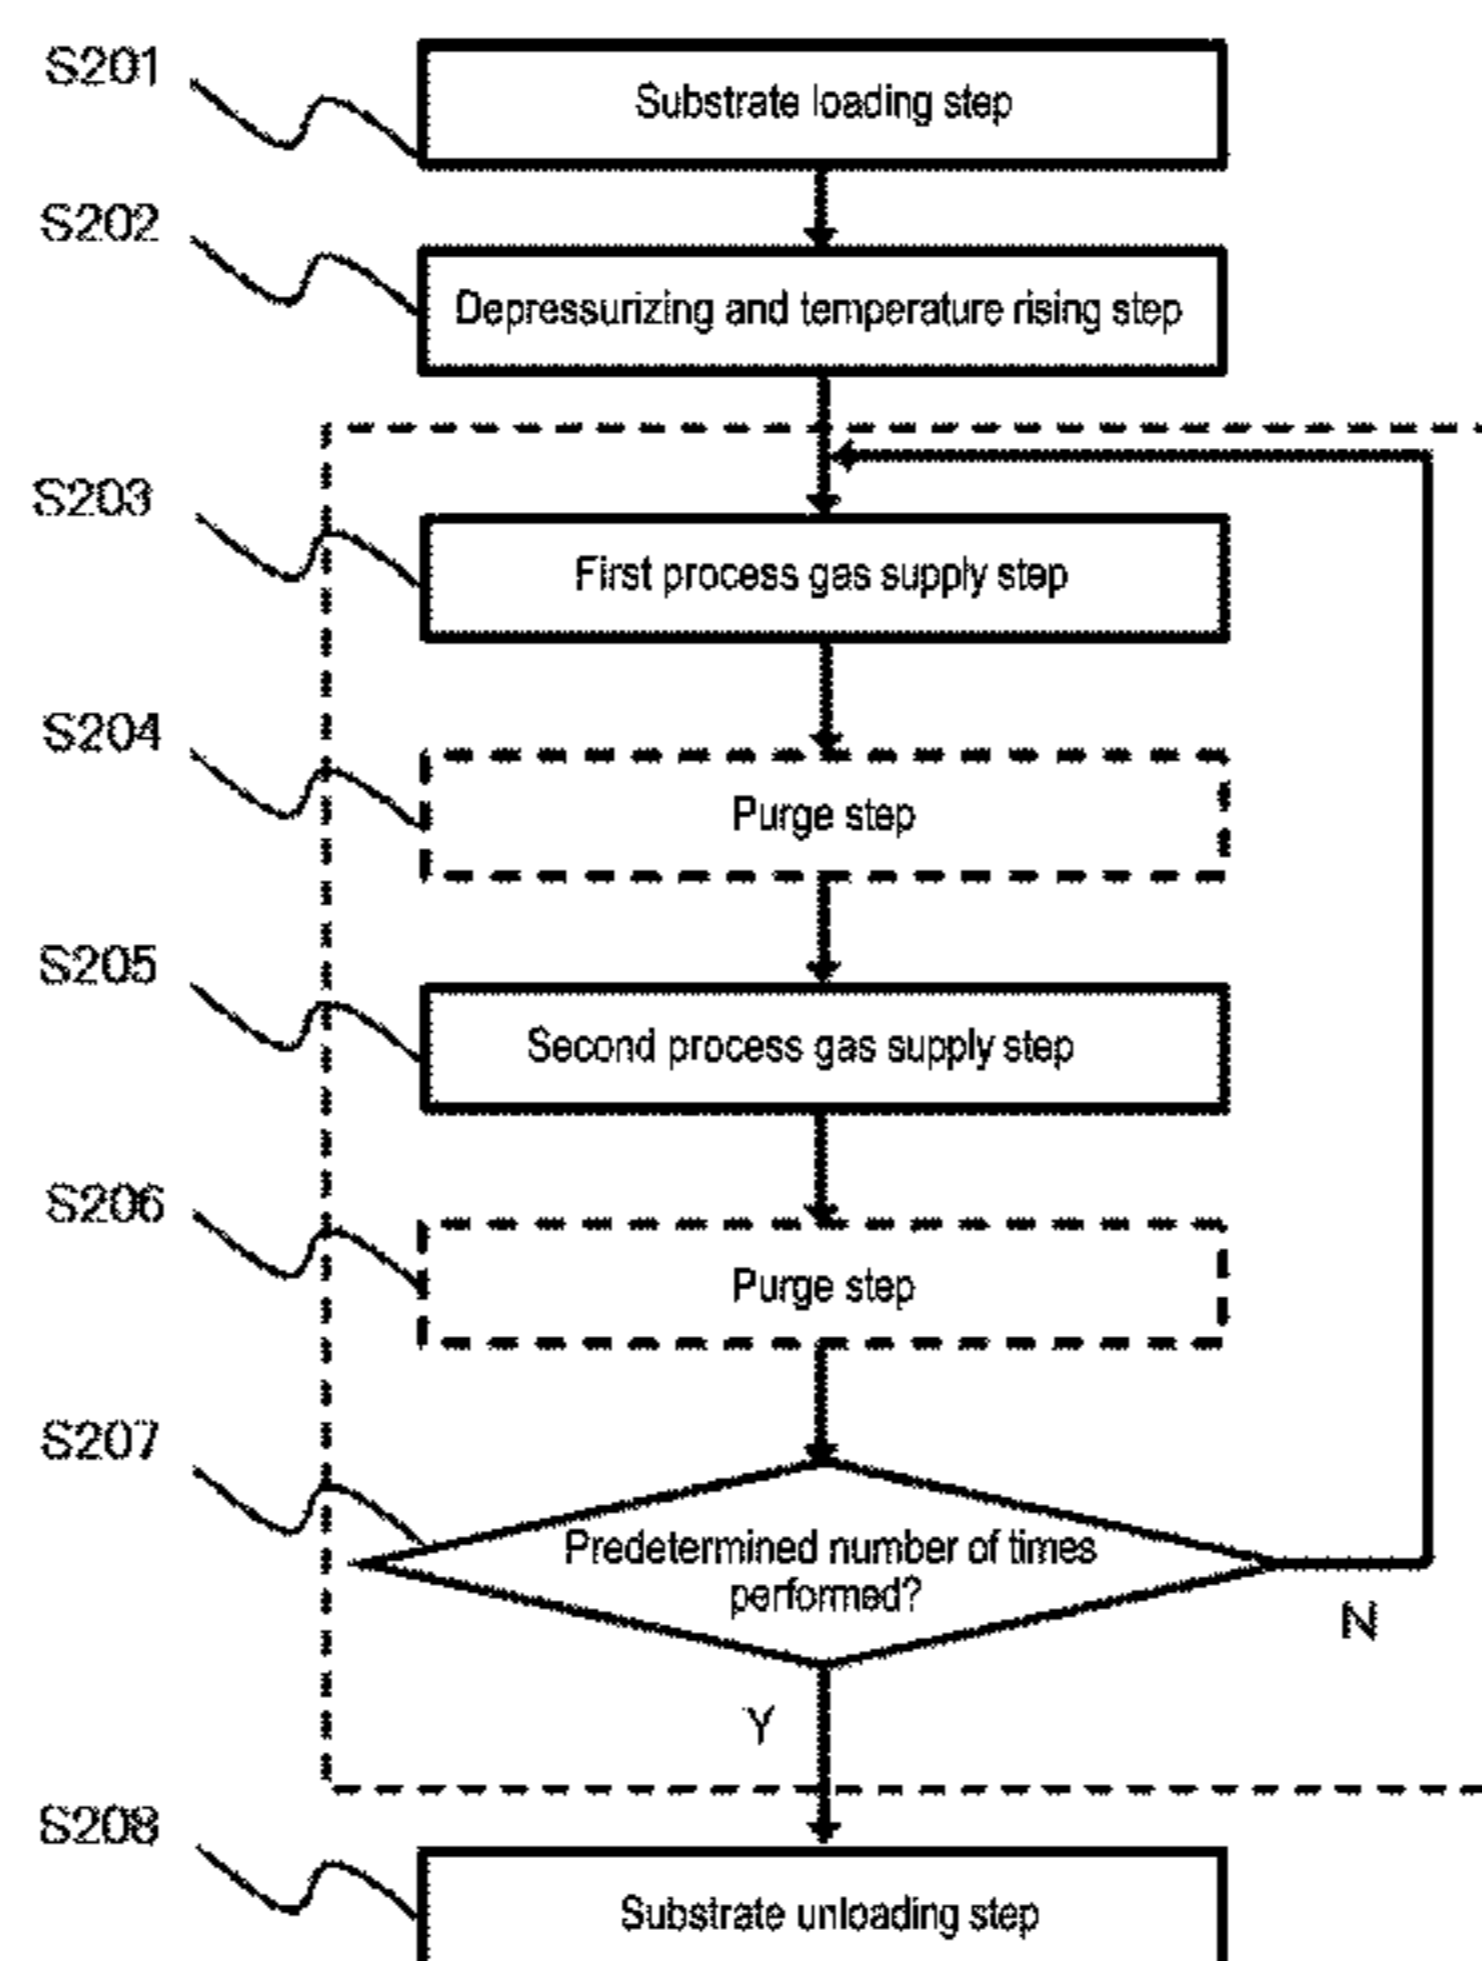 S201
Substrate loading step
S202
Depressurizing and temperature rising step
S203
First process gas supply step
S204
Purge step
S205
Second process gas supply step
S206
Purge step
S207
Predetermined number of times
performed?
N
Y
S208
Substrate unloading step